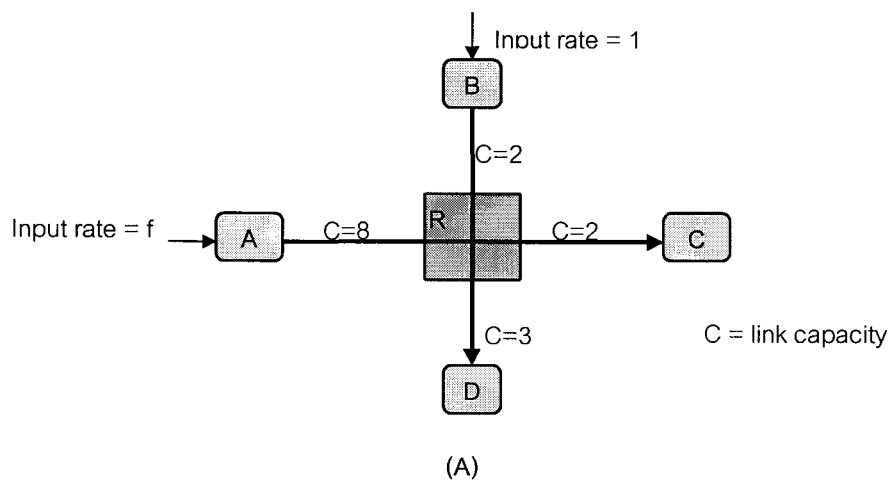 Input rate = 1
B
C=2
Input rate = f
A
C=8
R
C=2
C
C=3
C = link capacity
D
(A)